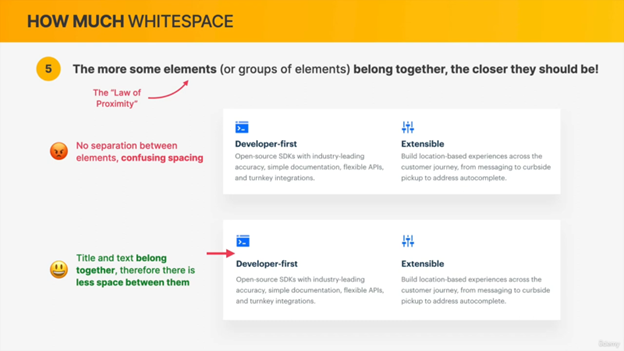 HOW MUCH WHITESPACE
5
The more some elements (or groups of elements) belong together, the closer they should be!
The “Law of
Proximity”
No separation between
elements, confusing spacing
Developer-first
Open-source SDKs with industry-leading
accuracy, simple documentation, flexible APIs,
and turnkey integrations.
Extensible
Build location-based experiences across the
customer journey, from messaging to curbside
pickup to address autocomplete.
Title and text belong
together, therefore there is
less space between them
Developer-first
Open-source SDKs with industry-leading
accuracy, simple documentation, flexible APIs,
and turnkey integrations.
Extensible
Build location-based experiences across the
customer journey, from messaging to curbside
pickup to address autocomplete.